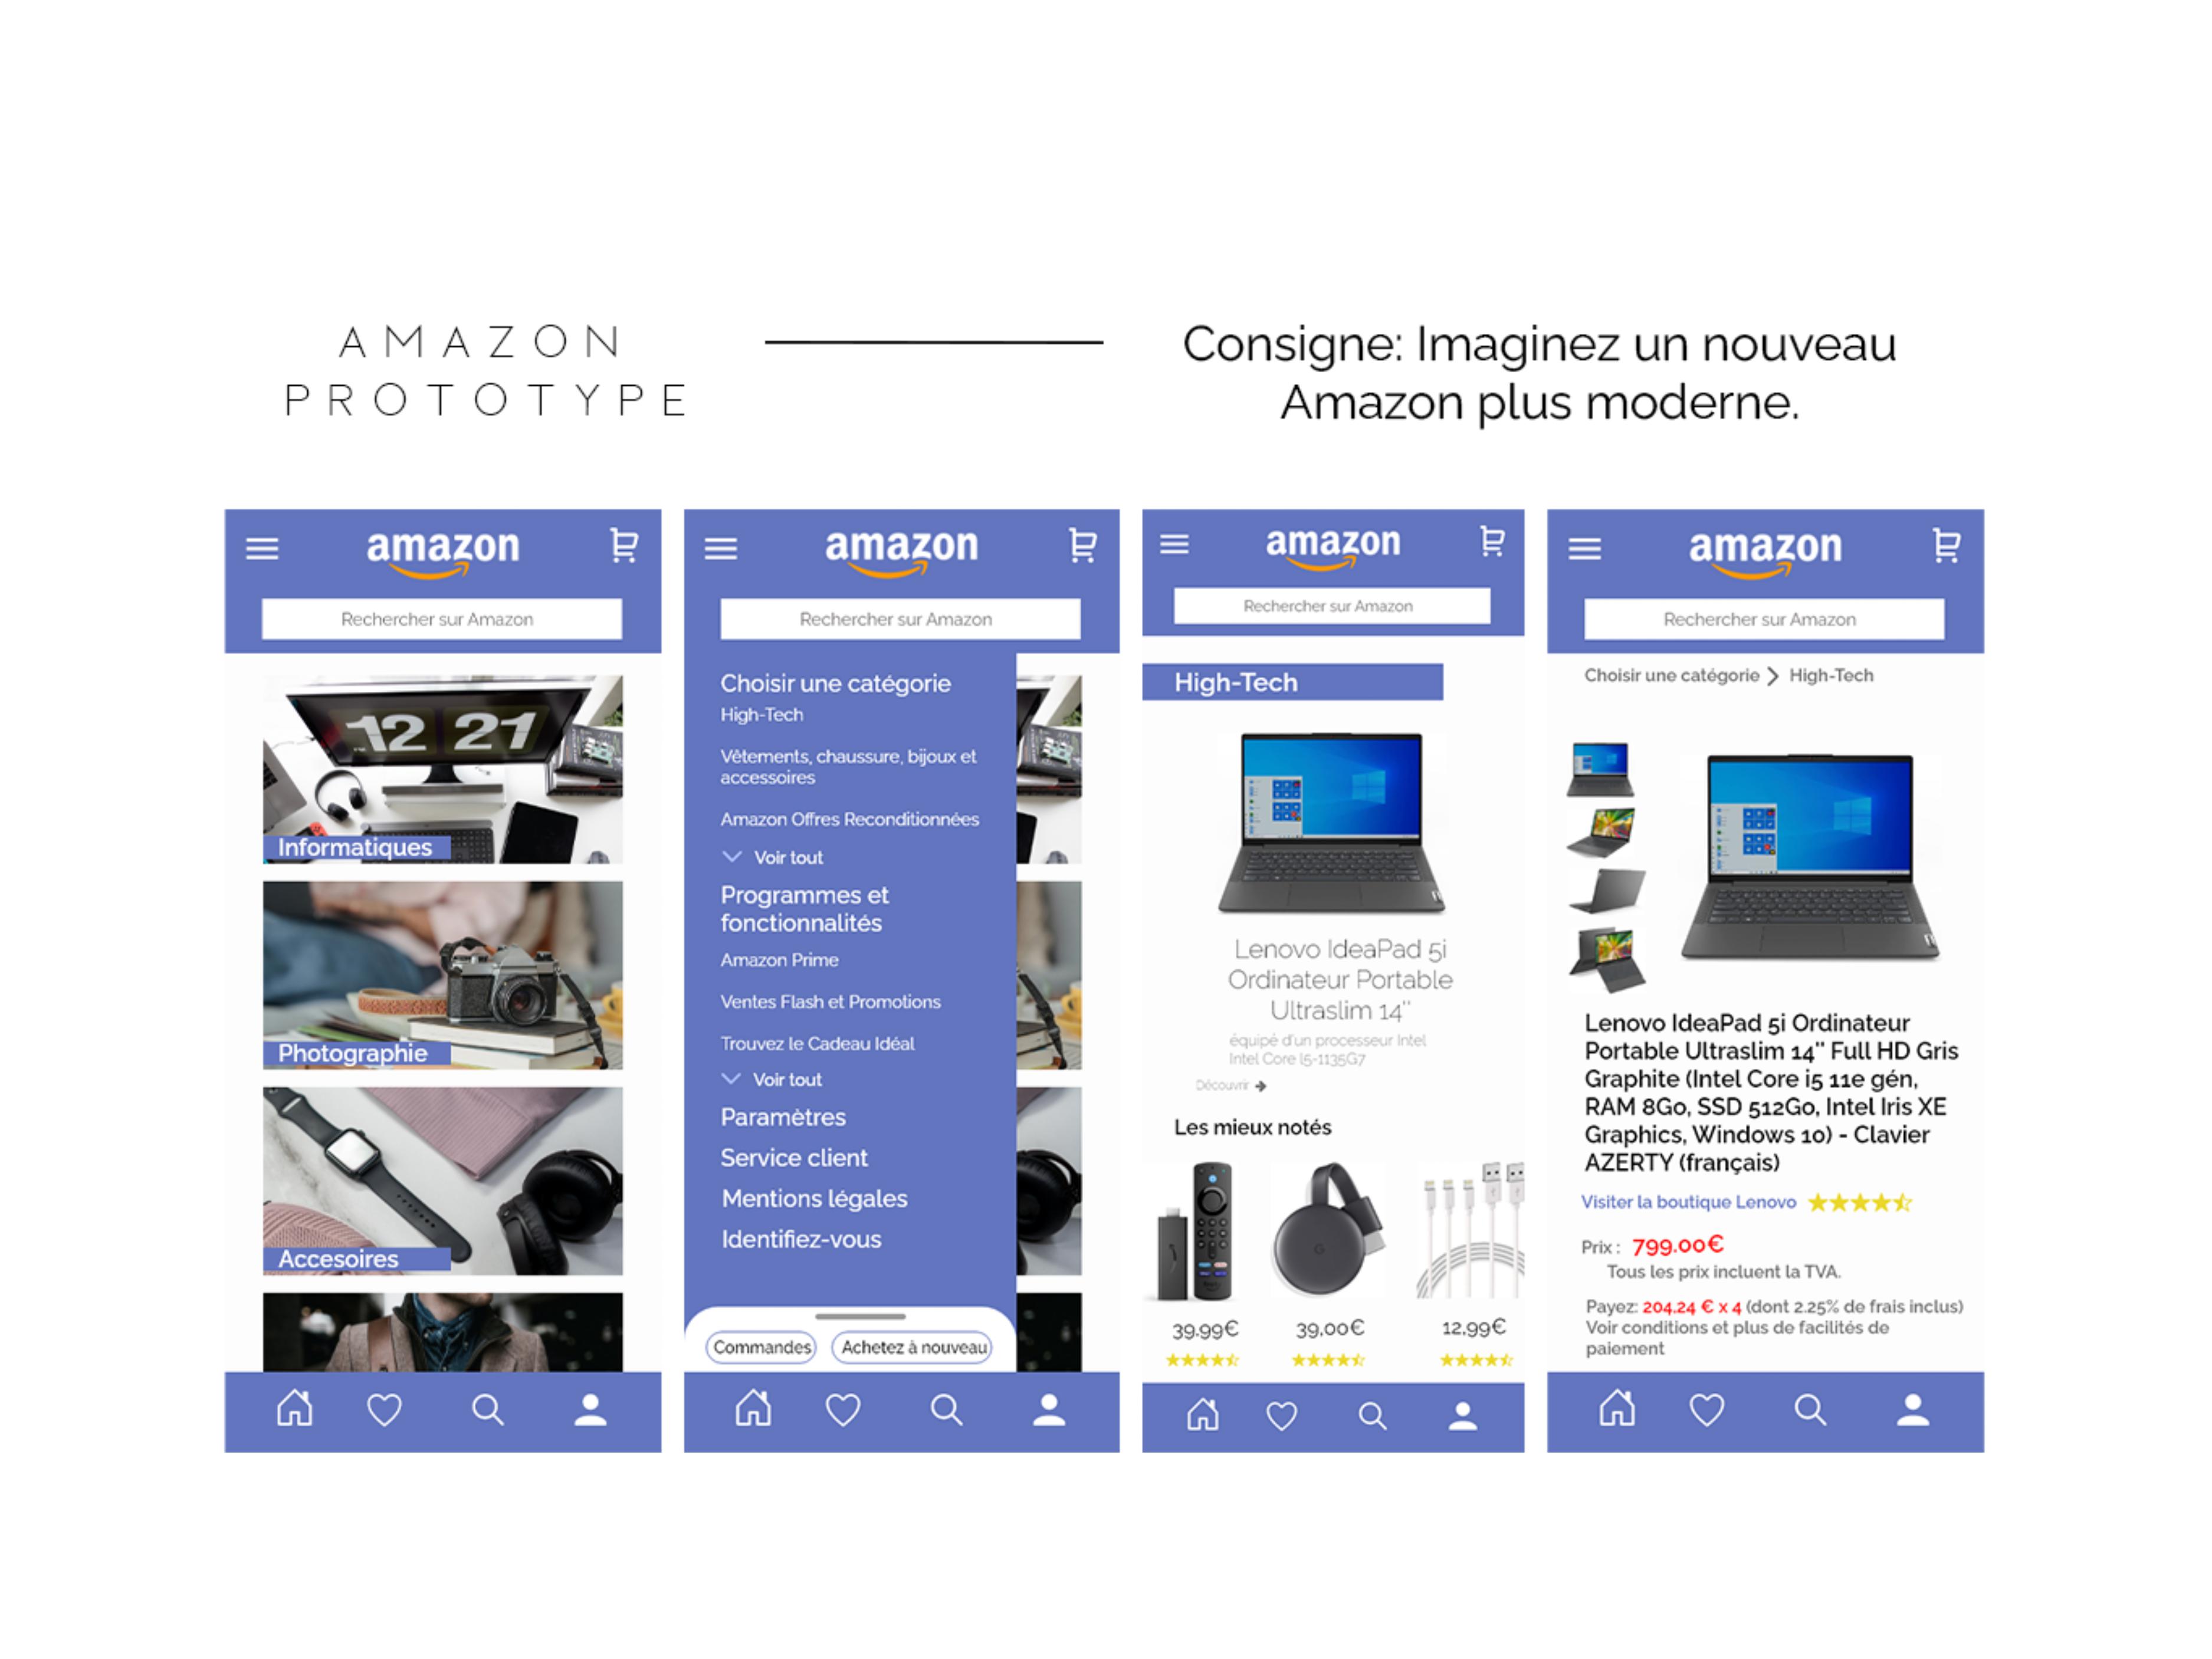 AMAZON
PROTOTYPE
Consigne: Imaginez un nouveau
Amazon plus moderne.
amazon
Rechercher sur Amazon
12 21
Informatiques
Photographie
Accesoires
amazon
Rechercher sur Amazon
Choisir une catégorie
High-Tech
Vêtements, chaussure, bijoux et
accessoires
Amazon Offres Reconditionnées
Voir tout
Programmes et
fonctionnalités
Amazon Prime
Ventes Flash et Promotions
Trouvez le Cadeau Idéal
Voir tout
Paramètres
Service client
Mentions légales
Identifiez-vous
Commandes
Achetez à nouveau
amazon
Rechercher sur Amazon
High-Tech
Lenovo IdeaPad 5i
Ordinateur Portable
Ultraslim 14''
équipé d'un processeur Intel
Intel Core I5-1135G7
Découvrir
Les mieux notés
39.99€
39,00€
12,99€
amazon
Rechercher sur Amazon
Choisir une catégorie > High-Tech
Lenovo IdeaPad 5i Ordinateur
Portable Ultraslim 14'' Full HD Gris
Graphite (Intel Core i5 11e gén,
RAM 8Go, SSD 512Go, Intel Iris XE
Graphics, Windows 10) - Clavier
AZERTY (français)
Visiter la boutique Lenovo
Prix : 799.00€
Tous les prix incluent la TVA.
Payez: 204,24 € x 4 (dont 2.25% de frais inclus)
Voir conditions et plus de facilités de
paiement